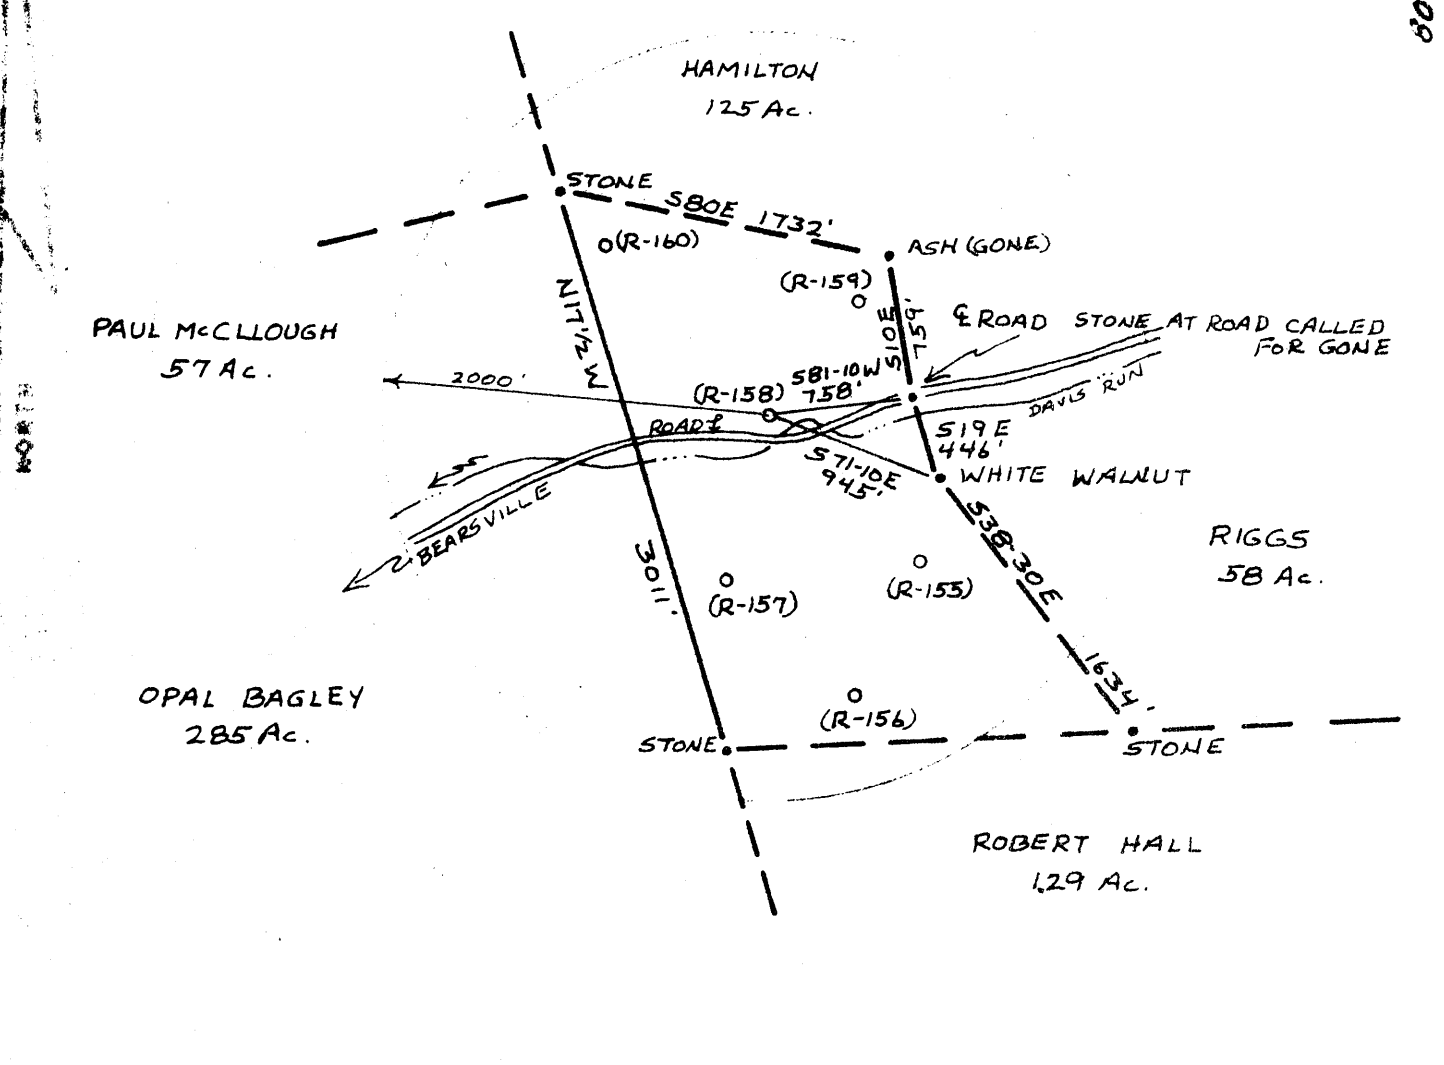 60
HAMILTON
125 Ac.
STONE
S80E 1732'
(R-160)
ASH (GONE)
(R-159)
N17½W
S10E
759'
℄ ROAD STONE AT ROAD CALLED
FOR GONE
PAUL McCLLOUGH
57 Ac.
2000'
S81-10W
758'
(R-158)
ROAD ℄
DAVIS RUN
S19E
446'
S71-10E
945'
WHITE WALNUT
NORTH
BEARSVILLE
S38-30E
RIGGS
58 Ac.
3011'
(R-157)
(R-155)
1634'
OPAL BAGLEY
285 Ac.
(R-156)
STONE
STONE
ROBERT HALL
129 Ac.